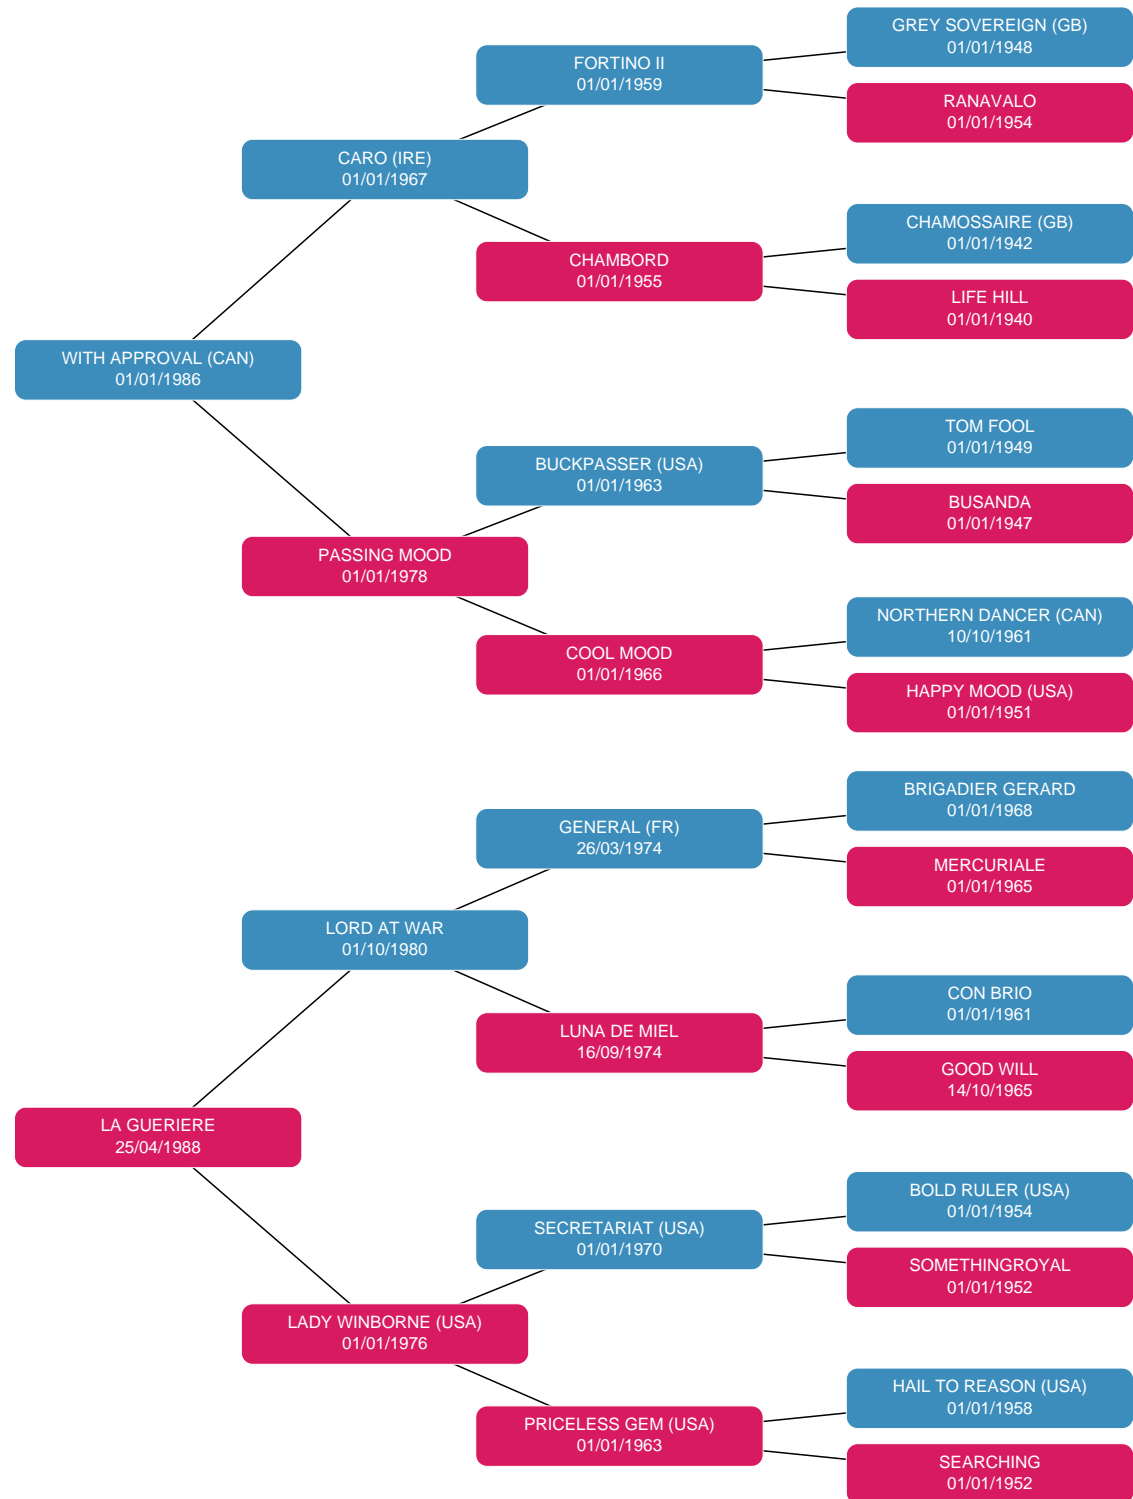 GREY SOVEREIGN (GB)
01/01/1948
FORTINO II
01/01/1959
RANAVALO
01/01/1954
CARO (IRE)
01/01/1967
CHAMOSSAIRE (GB)
01/01/1942
CHAMBORD
01/01/1955
LIFE HILL
01/01/1940
WITH APPROVAL (CAN)
01/01/1986
TOM FOOL
01/01/1949
BUCKPASSER (USA)
01/01/1963
BUSANDA
01/01/1947
PASSING MOOD
01/01/1978
NORTHERN DANCER (CAN)
10/10/1961
COOL MOOD
01/01/1966
HAPPY MOOD (USA)
01/01/1951
BRIGADIER GERARD
01/01/1968
GENERAL (FR)
26/03/1974
MERCURIALE
01/01/1965
LORD AT WAR
01/10/1980
CON BRIO
01/01/1961
LUNA DE MIEL
16/09/1974
GOOD WILL
14/10/1965
LA GUERIERE
25/04/1988
BOLD RULER (USA)
01/01/1954
SECRETARIAT (USA)
01/01/1970
SOMETHINGROYAL
01/01/1952
LADY WINBORNE (USA)
01/01/1976
HAIL TO REASON (USA)
01/01/1958
PRICELESS GEM (USA)
01/01/1963
SEARCHING
01/01/1952